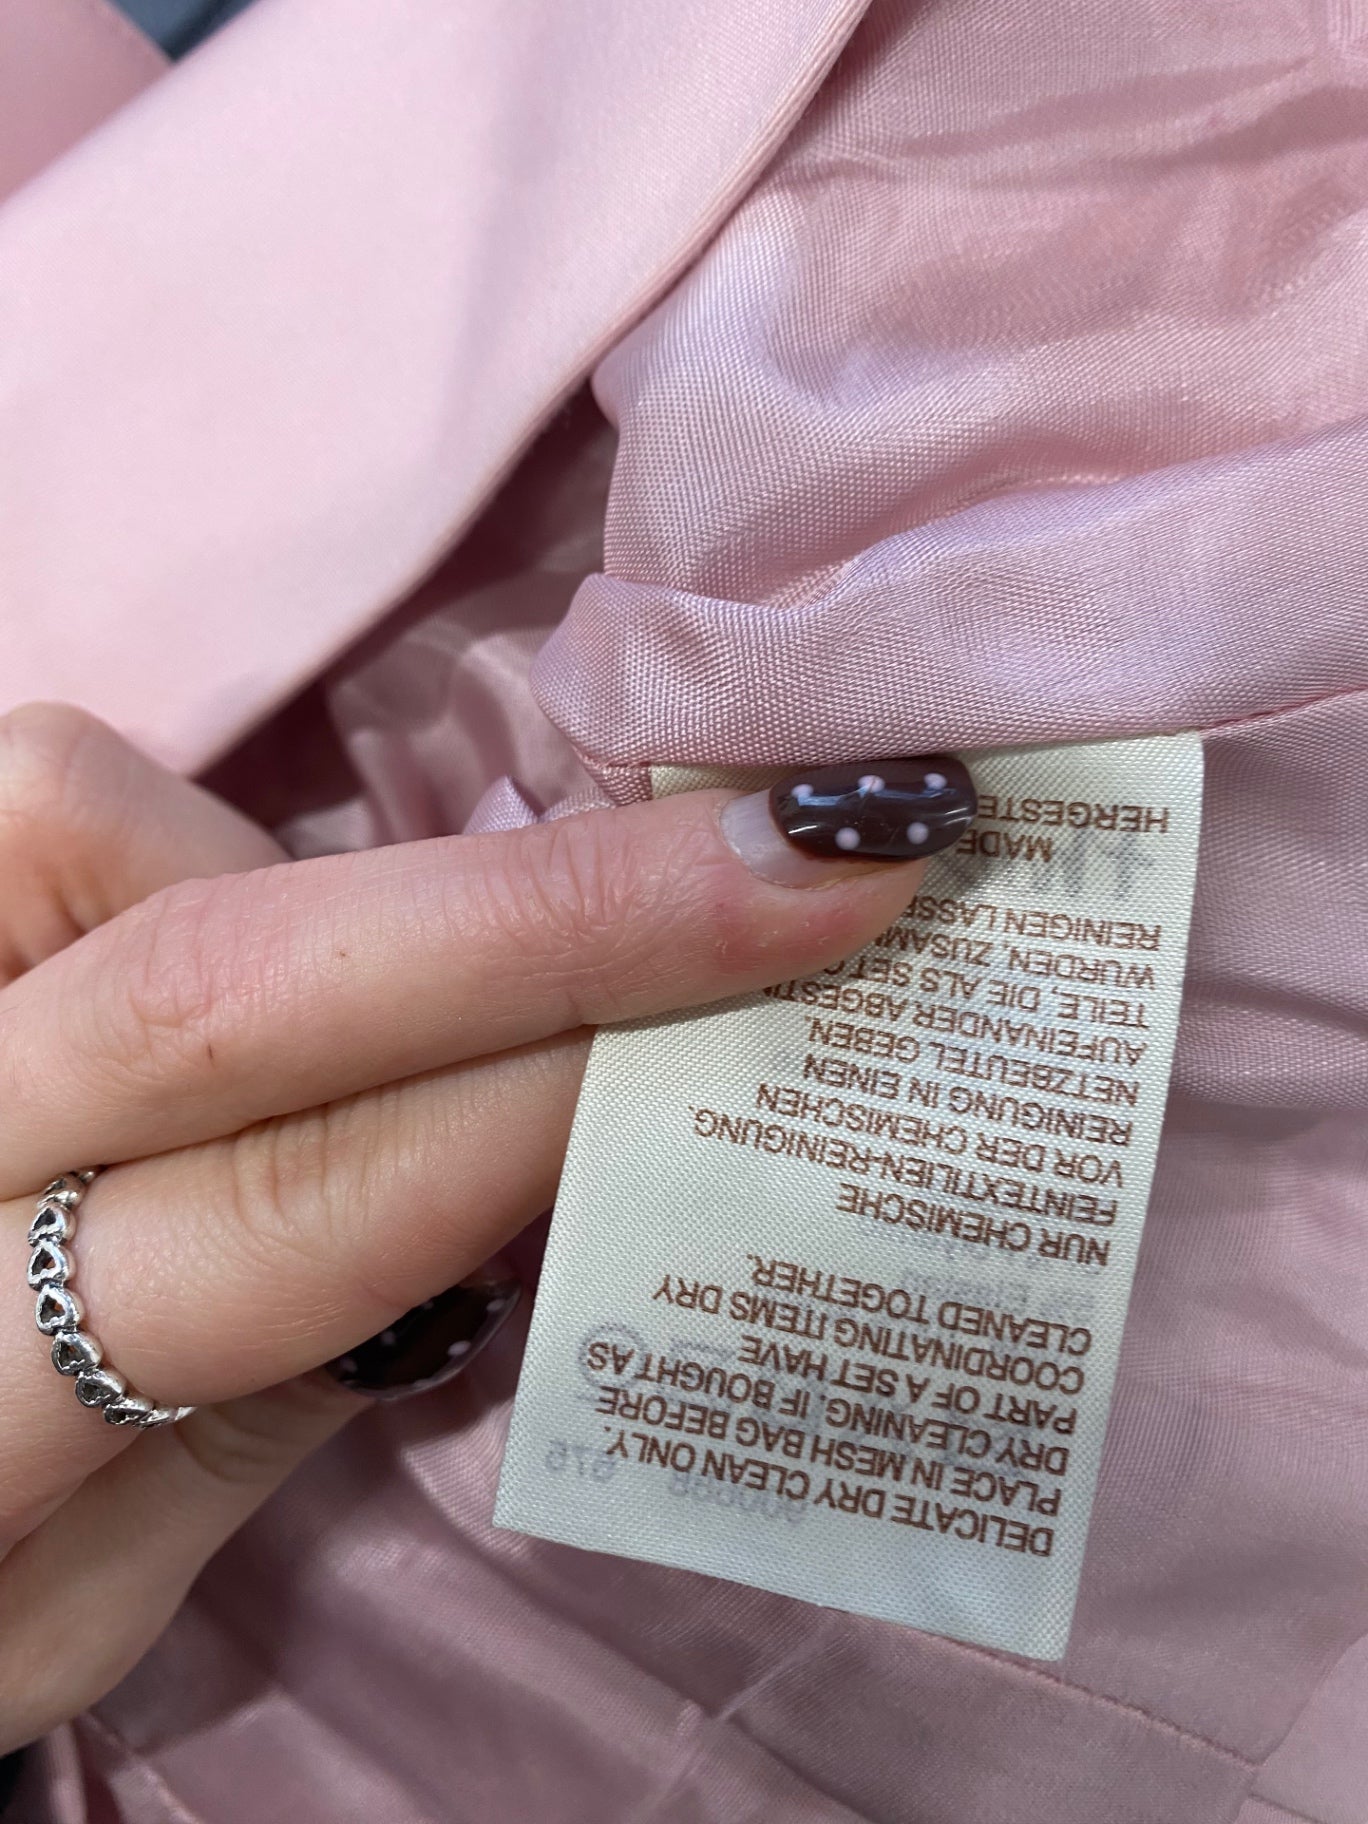 DELICATE DRY CLEAN ONLY.
PLACE IN MESH BAG BEFORE
DRY CLEANING. IF BOUGHT AS
PART OF A SET HAVE
COORDINATING ITEMS DRY
CLEANED TOGETHER.
NUR CHEMISCHE
FEINTEXTILIEN-REINIGUNG.
VOR DER CHEMISCHEN
REINIGUNG IN EINEN
NETZBEUTEL GEBEN.
AUFEINANDER ABGESTI
TEILE, DIE ALS SET
WURDEN, ZUSAM
REINIGEN LASSE
MADE
HERGESTE